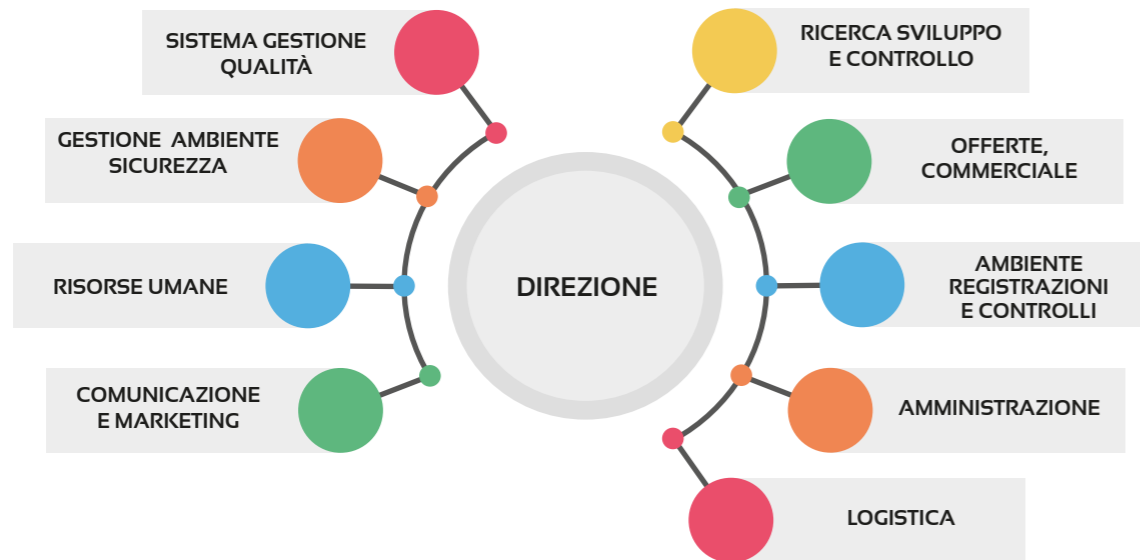 SISTEMA GESTIONE
QUALITÀ
GESTIONE AMBIENTE
SICUREZZA
RISORSE UMANE
COMUNICAZIONE
E MARKETING
DIREZIONE
RICERCA SVILUPPO
E CONTROLLO
OFFERTE,
COMMERCIALE
AMBIENTE
REGISTRAZIONI
E CONTROLLI
AMMINISTRAZIONE
LOGISTICA